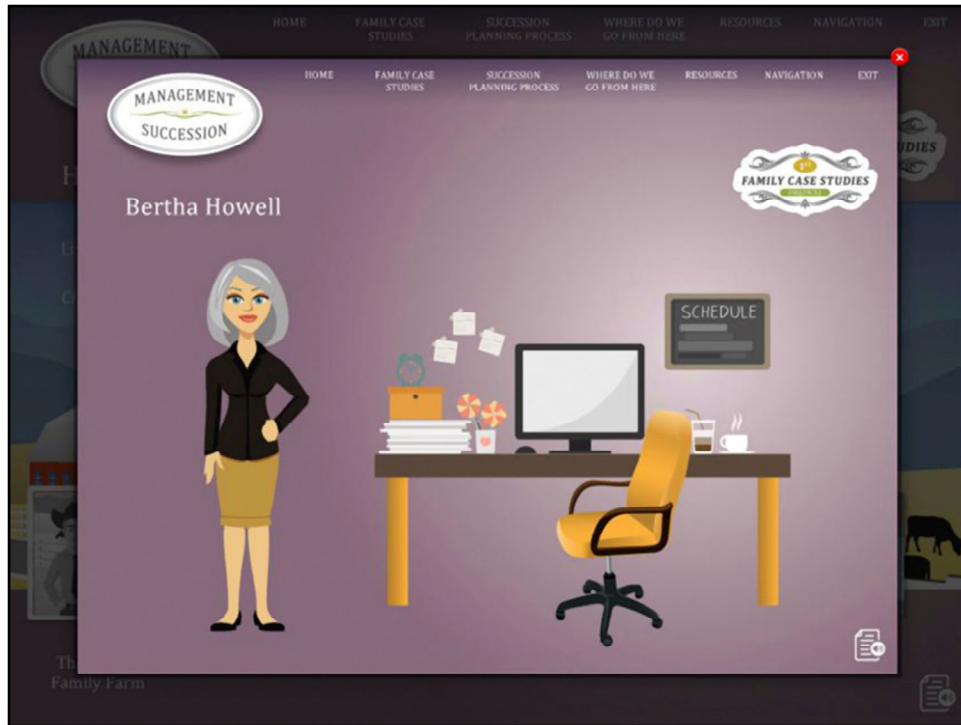 HOME
FAMILY CASE
STUDIES
SUCCESSION
PLANNING PROCESS
WHERE DO WE
GO FROM HERE
RESOURCES
NAVIGATION
EXIT
MANAGEMENT
HOME
FAMILY CASE
STUDIES
SUCCESSION
PLANNING PROCESS
WHERE DO WE
GO FROM HERE
RESOURCES
NAVIGATION
EXIT
MANAGEMENT
SUCCESSION
1ST
FAMILY CASE STUDIES
Bertha Howell
SCHEDULE
Family Farm